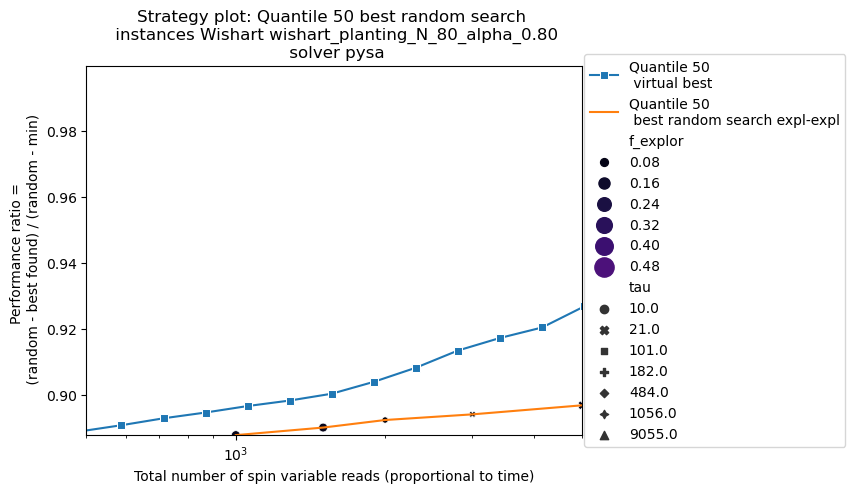 Strategy plot: Quantile 50 best random search
instances Wishart wishart_planting_N_80_alpha_0.80
solver pysa
Performance ratio =
(random - best found) / (random - min)
0.98
0.96
0.94
0.92
0.90
10^3
Total number of spin variable reads (proportional to time)
Quantile 50
virtual best
Quantile 50
best random search expl-expl
f_explor
0.08
0.16
0.24
0.32
0.40
0.48
tau
10.0
21.0
101.0
182.0
484.0
1056.0
9055.0